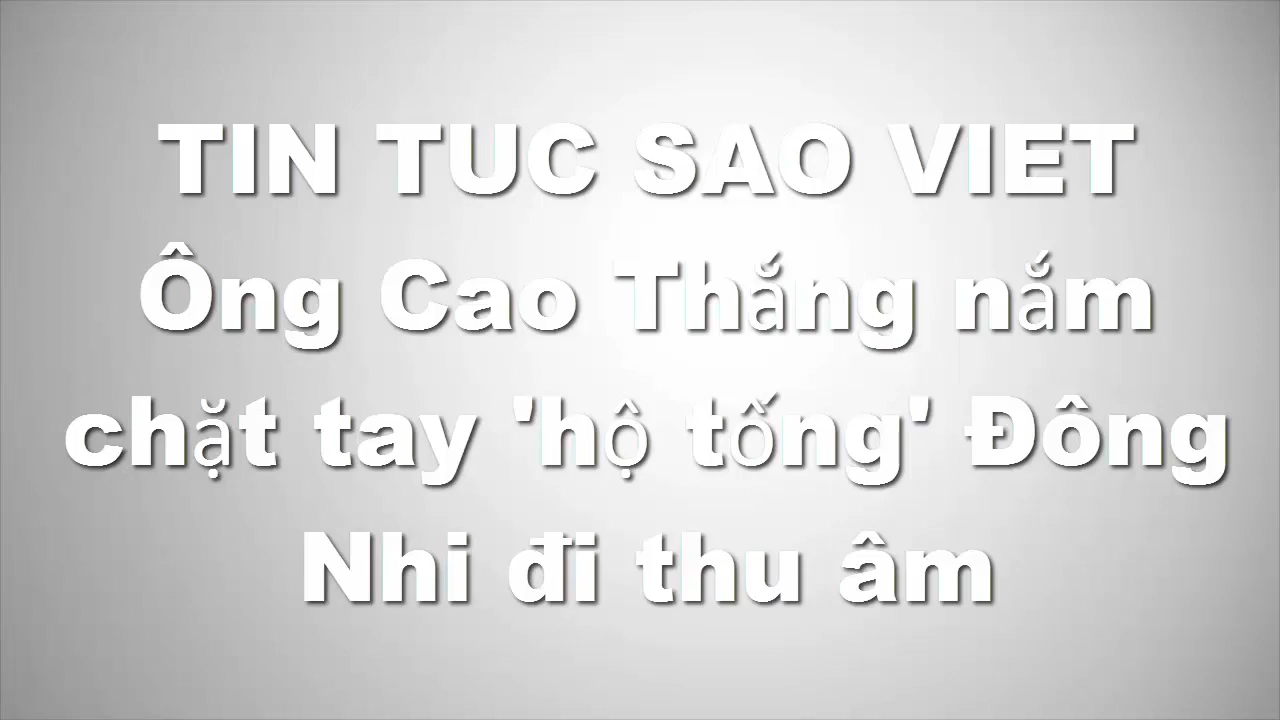 TIN TUC SAO VIET
Ông Cao Thắng nắm
chặt tay 'hộ tống' Đông
Nhi đi thu âm